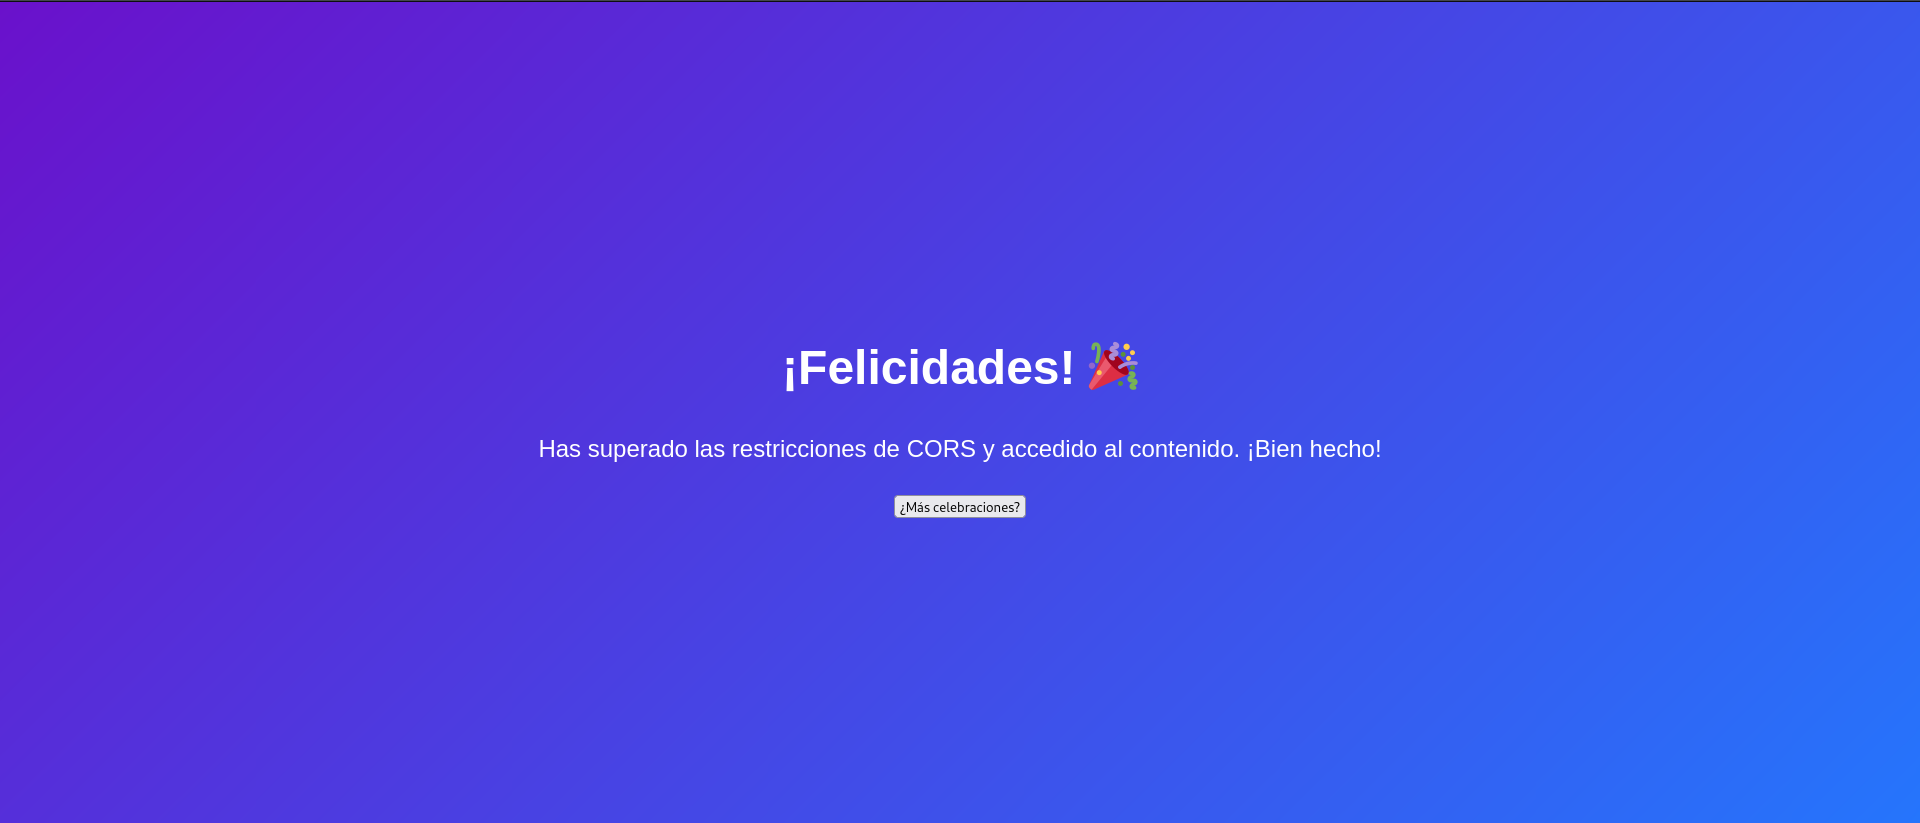 ¡Felicidades! 🎉
Has superado las restricciones de CORS y accedido al contenido. ¡Bien hecho!
¿Más celebraciones?